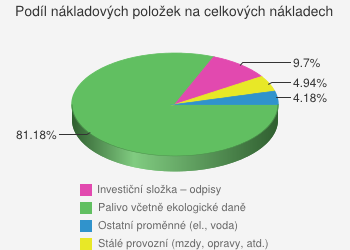 Podíl nákladových položek na celkových nákladech
9.7%
4.94%
4.18%
81.18%
Investiční složka – odpisy
Palivo včetně ekologické daně
Ostatní proměnné (el., voda)
Stálé provozní (mzdy, opravy, atd.)